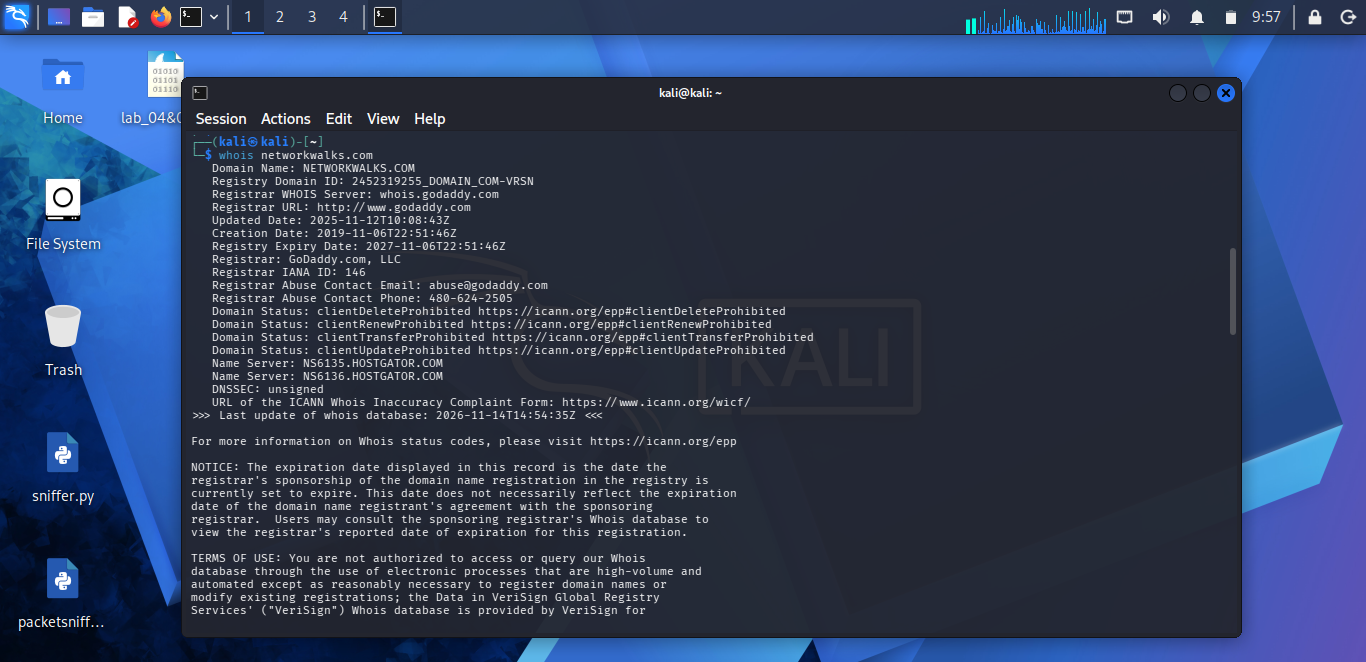 1 2 3 4 9:57
Home
lab_04&0
File System
Trash
sniffer.py
packetsniff...
01010
01101
01110
kali@kali: ~
Session Actions Edit View Help
┌──(kali㉿kali)-[~]
└─$ whois networkwalks.com
Domain Name: NETWORKWALKS.COM
Registry Domain ID: 2452319255_DOMAIN_COM-VRSN
Registrar WHOIS Server: whois.godaddy.com
Registrar URL: http://www.godaddy.com
Updated Date: 2025-11-12T10:08:43Z
Creation Date: 2019-11-06T22:51:46Z
Registry Expiry Date: 2027-11-06T22:51:46Z
Registrar: GoDaddy.com, LLC
Registrar IANA ID: 146
Registrar Abuse Contact Email: abuse@godaddy.com
Registrar Abuse Contact Phone: 480-624-2505
Domain Status: clientDeleteProhibited https://icann.org/epp#clientDeleteProhibited
Domain Status: clientRenewProhibited https://icann.org/epp#clientRenewProhibited
Domain Status: clientTransferProhibited https://icann.org/epp#clientTransferProhibited
Domain Status: clientUpdateProhibited https://icann.org/epp#clientUpdateProhibited
Name Server: NS6135.HOSTGATOR.COM
Name Server: NS6136.HOSTGATOR.COM
DNSSEC: unsigned
URL of the ICANN Whois Inaccuracy Complaint Form: https://www.icann.org/wicf/
>>> Last update of whois database: 2026-11-14T14:54:35Z <<<
For more information on Whois status codes, please visit https://icann.org/epp
NOTICE: The expiration date displayed in this record is the date the
registrar's sponsorship of the domain name registration in the registry is
currently set to expire. This date does not necessarily reflect the expiration
date of the domain name registrant's agreement with the sponsoring
registrar.  Users may consult the sponsoring registrar's Whois database to
view the registrar's reported date of expiration for this registration.
TERMS OF USE: You are not authorized to access or query our Whois
database through the use of electronic processes that are high-volume and
automated except as reasonably necessary to register domain names or
modify existing registrations; the Data in VeriSign Global Registry
Services' ("VeriSign") Whois database is provided by VeriSign for
KALI